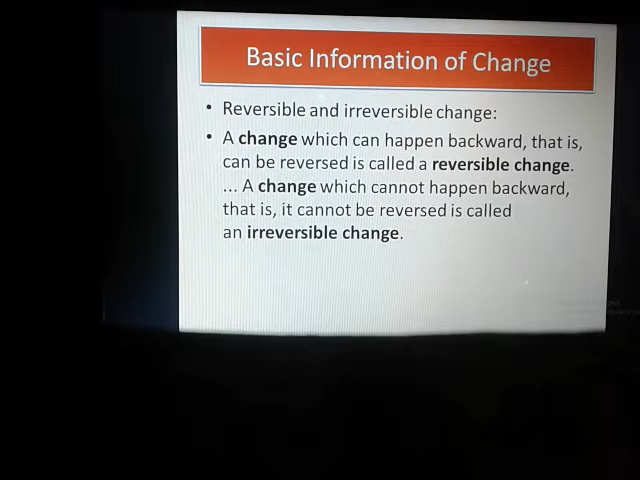 Basic Information of Change
• Reversible and irreversible change:
• A change which can happen backward, that is,
can be reversed is called a reversible change.
... A change which cannot happen backward,
that is, it cannot be reversed is called
an irreversible change.